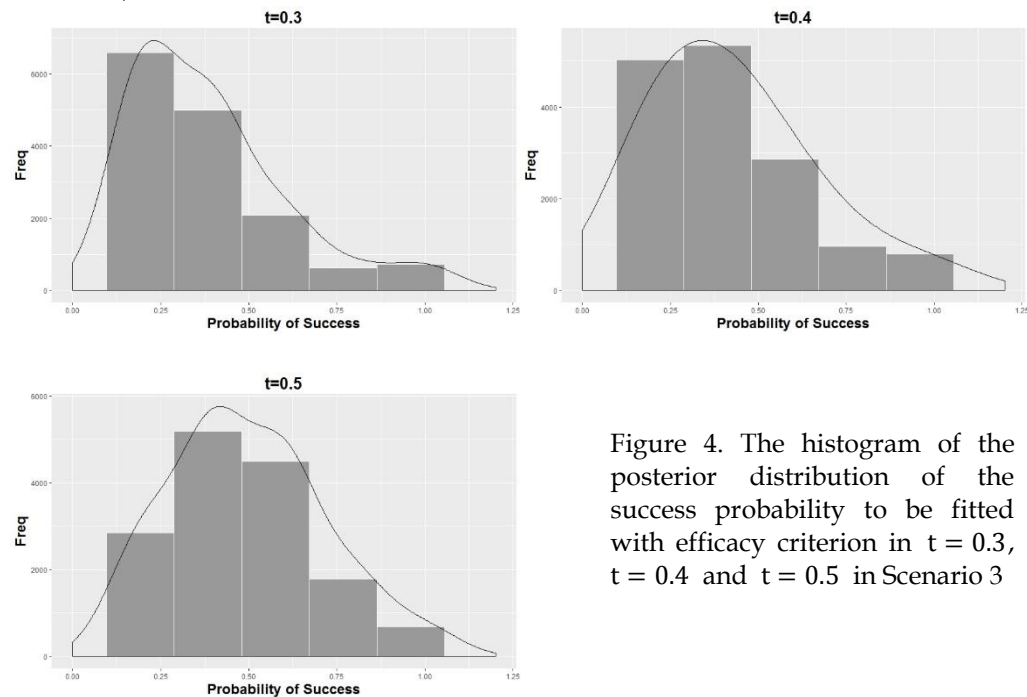 t=0.3
Freq
6000
4000
2000
0
0.00 0.25 0.50 0.75 1.00 1.25
Probability of Success
t=0.4
Freq
4000
2000
0
0.00 0.25 0.50 0.75 1.00 1.25
Probability of Success
t=0.5
Freq
6000
4000
2000
0
0.00 0.25 0.50 0.75 1.00 1.25
Probability of Success
Figure 4. The histogram of the
posterior distribution of the
success probability to be fitted
with efficacy criterion in t = 0.3,
t = 0.4 and t = 0.5 in Scenario 3